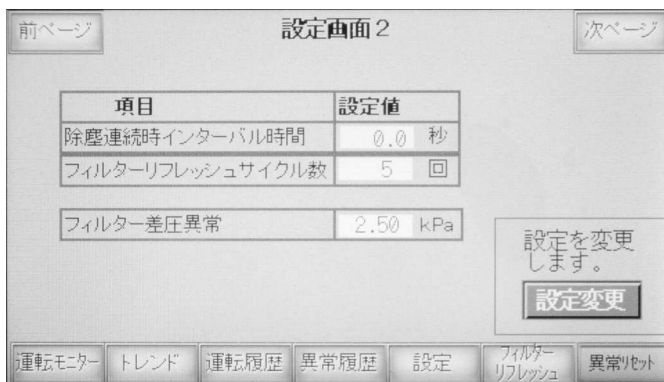 前ページ
設定画面2
次ページ
項目 設定値
除塵連続時インターバル時間 0.0 秒
フィルターリフレッシュサイクル数 5 回
フィルター差圧異常 2.50 kPa
設定を変更
します。
設定変更
運転モニター トレンド 運転履歴 異常履歴 設定 フィルター
リフレッシュ 異常リセット